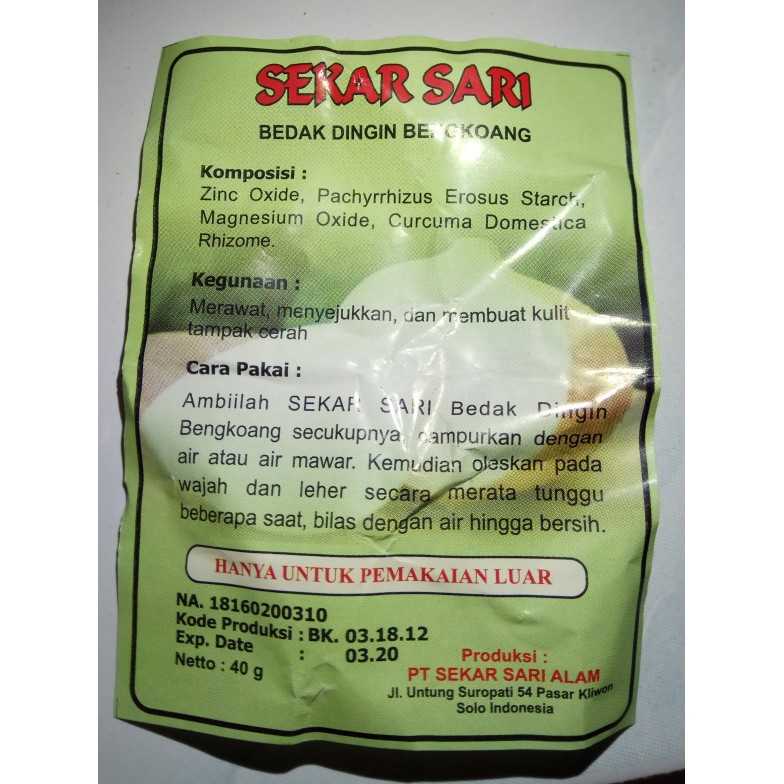 SEKAR SARI
BEDAK DINGIN BENGKOANG
Komposisi :
Zinc Oxide, Pachyrrhizus Erosus Starch,
Magnesium Oxide, Curcuma Domestica
Rhizome.
Kegunaan :
Merawat, menyejukkan, dan membuat kulit
tampak cerah
Cara Pakai :
Ambiilah SEKAR SARI Bedak Dingin
Bengkoang secukupnya, campurkan dengan
air atau air mawar. Kemudian oleskan pada
wajah dan leher secara merata tunggu
beberapa saat, bilas dengan air hingga bersih.
HANYA UNTUK PEMAKAIAN LUAR
NA. 18160200310
Kode Produksi : BK. 03.18.12
Exp. Date : 03.20
Netto : 40 g
Produksi :
PT SEKAR SARI ALAM
Jl. Untung Suropati 54 Pasar Kliwon
Solo Indonesia